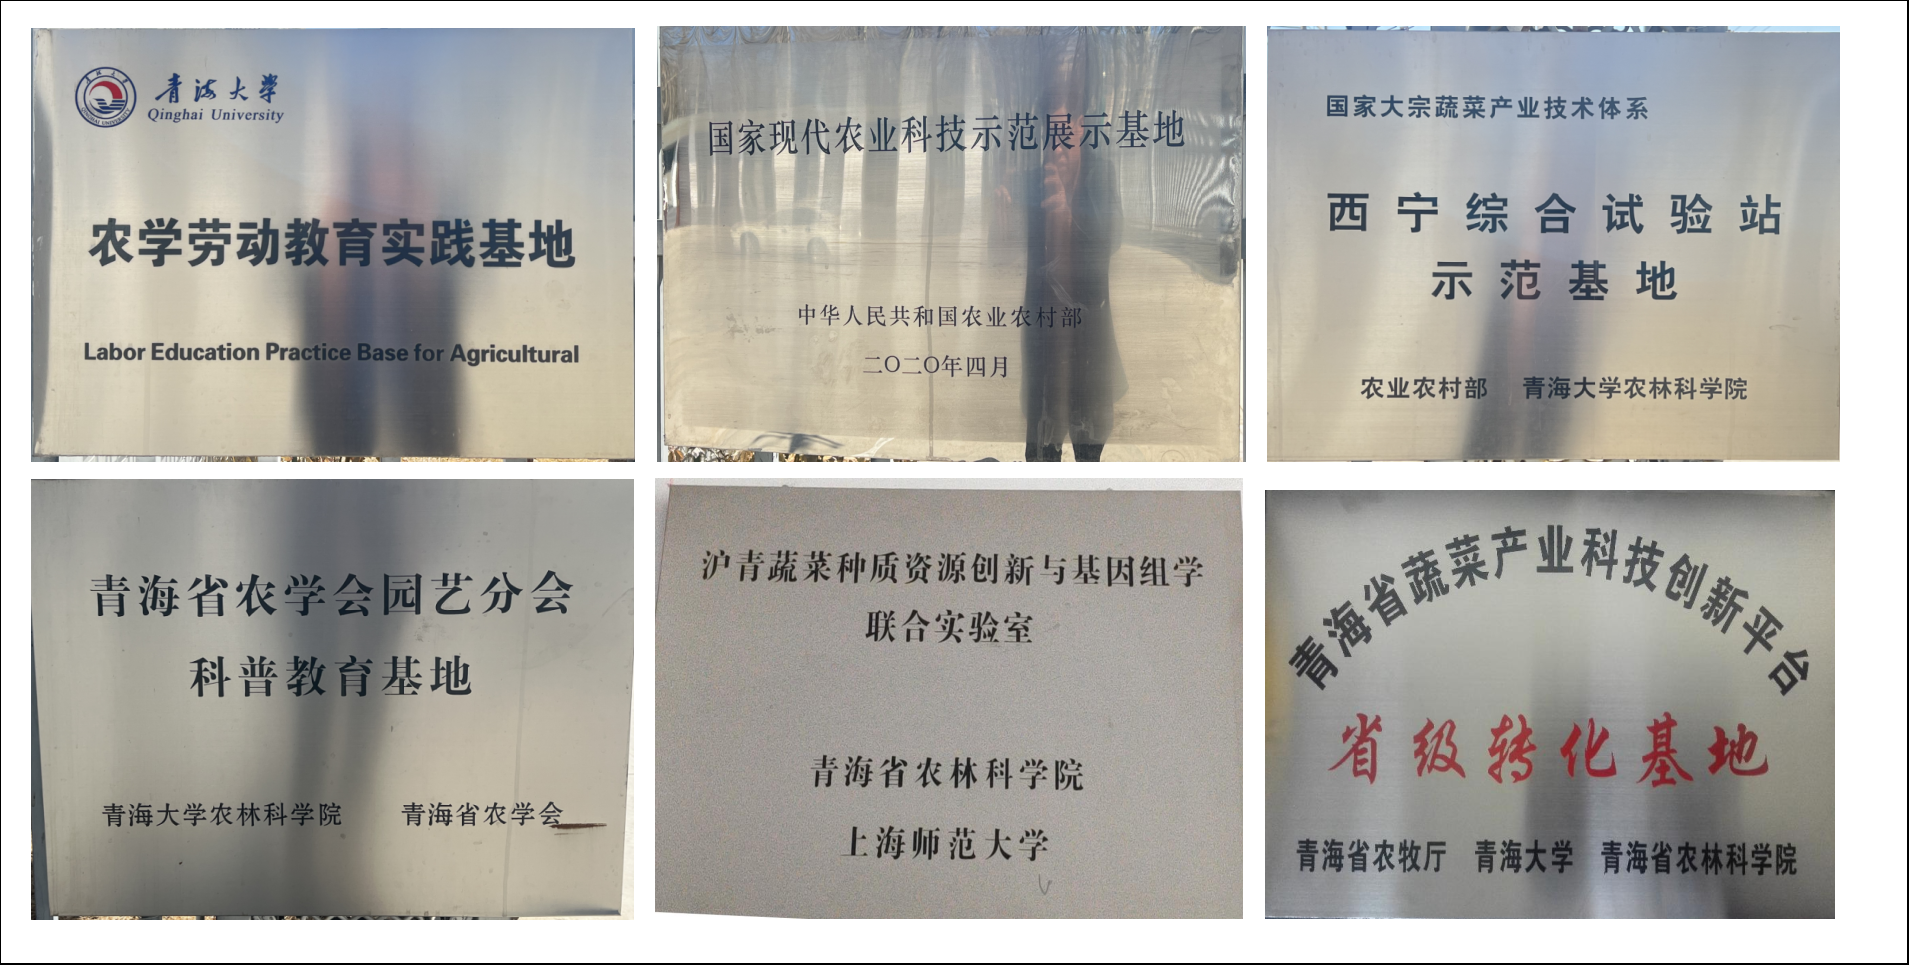 青海大学
Qinghai University
农学劳动教育实践基地
Labor Education Practice Base for Agricultural
国家现代农业科技示范展示基地
中华人民共和国农业农村部
二〇二〇年四月
国家大宗蔬菜产业技术体系
西宁综合试验站
示范基地
农业农村部 青海大学农林科学院
青海省农学会园艺分会
科普教育基地
青海大学农林科学院 青海省农学会
沪青蔬菜种质资源创新与基因组学
联合实验室
青海省农林科学院
上海师范大学
青海省蔬菜产业科技创新平台
省级转化基地
青海省农牧厅 青海大学 青海省农林科学院